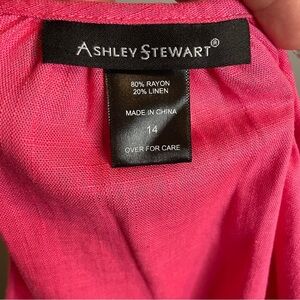 ASHLEY STEWART®
80% RAYON
20% LINEN
MADE IN CHINA
14
OVER FOR CARE